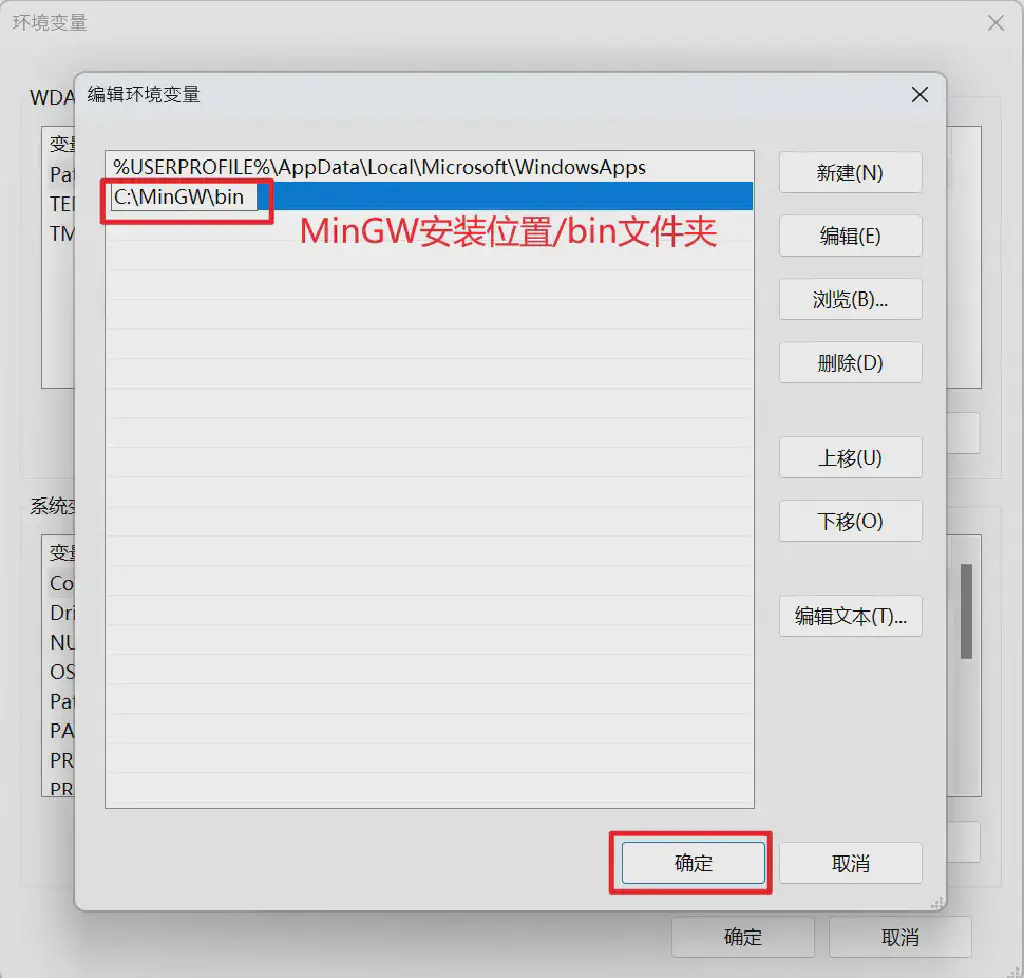 环境变量
WDA
编辑环境变量
变量
Pat
TEM
TM
%USERPROFILE%\AppData\Local\Microsoft\WindowsApps
C:\MinGW\bin
MinGW安装位置/bin文件夹
新建(N)
编辑(E)
浏览(B)...
删除(D)
上移(U)
下移(O)
编辑文本(T)...
系统变
变量
Co
Dri
NU
OS
Pat
PA
PR
PR
确定
取消
确定
取消